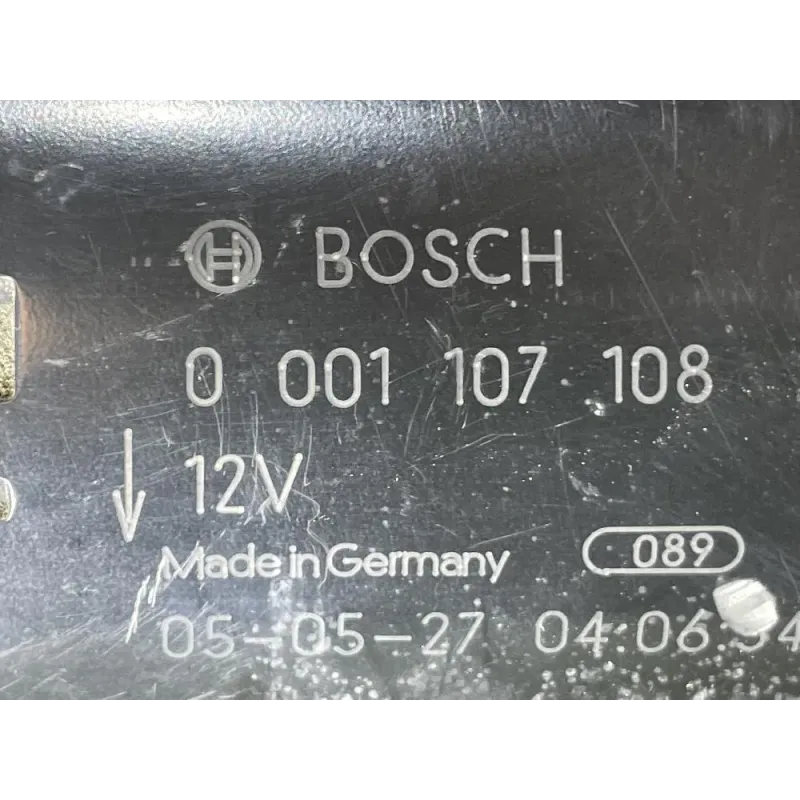 BOSCH
0 001 107 108
12V
Made in Germany 089
05-05-27 04:06